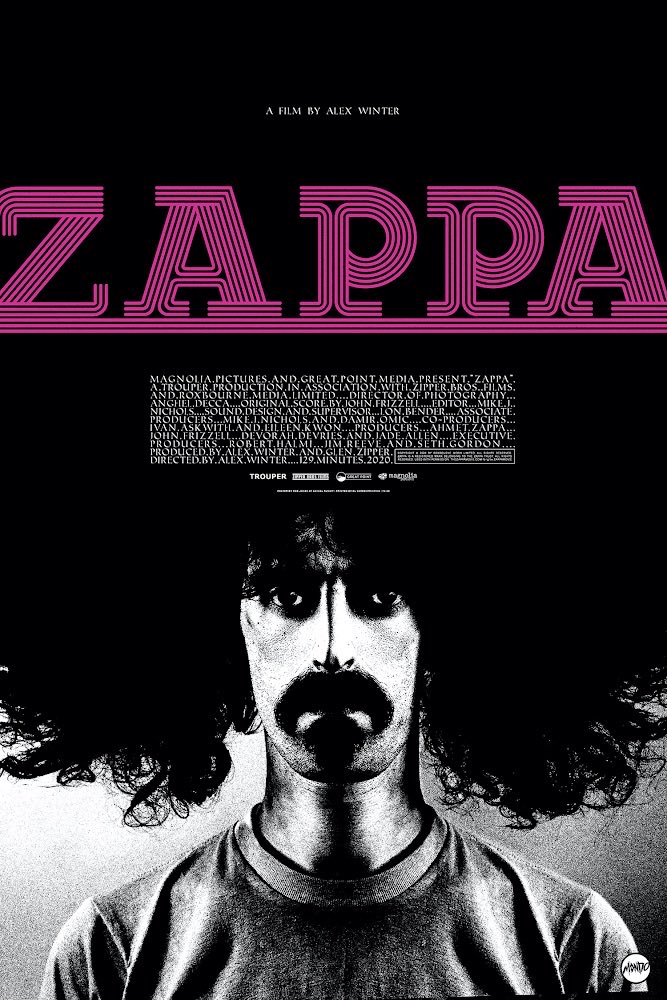 A FILM BY ALEX WINTER
ZAPPA
MAGNOLIA.PICTURES.AND.GREAT.POINT.MEDIA.PRESENT."ZAPPA".
A.TROUPER.PRODUCTION.IN.ASSOCIATION.WITH.ZIPPER.BROS..FILMS.
AND.ROXBOURNE.MEDIA.LIMITED....DIRECTOR.OF.PHOTOGRAPHY..
ANGHEL.DECCA....ORIGINAL.SCORE.BY.JOHN.FRIZZELL....EDITOR...MIKE.J.
NICHOLS....SOUND.DESIGN.AND.SUPERVISOR...LON.BENDER....ASSOCIATE.
PRODUCERS....MIKE.J.NICHOLS.AND.DAMIR.OMIC....CO-PRODUCERS...
IVAN.ASKWITH.AND.EILEEN.KWON....PRODUCERS...AHMET.ZAPPA...
JOHN.FRIZZELL...DEVORAH.DEVRIES.AND.JADE.ALLEN....EXECUTIVE.
PRODUCERS...ROBERT.HALMI...JIM.REEVE.AND.SETH.GORDON....
PRODUCED.BY.ALEX.WINTER.AND.GLEN.ZIPPER.
DIRECTED.BY.ALEX.WINTER....129.MINUTES.2020.
TROUPER GREAT POINT magnolia
MONDO